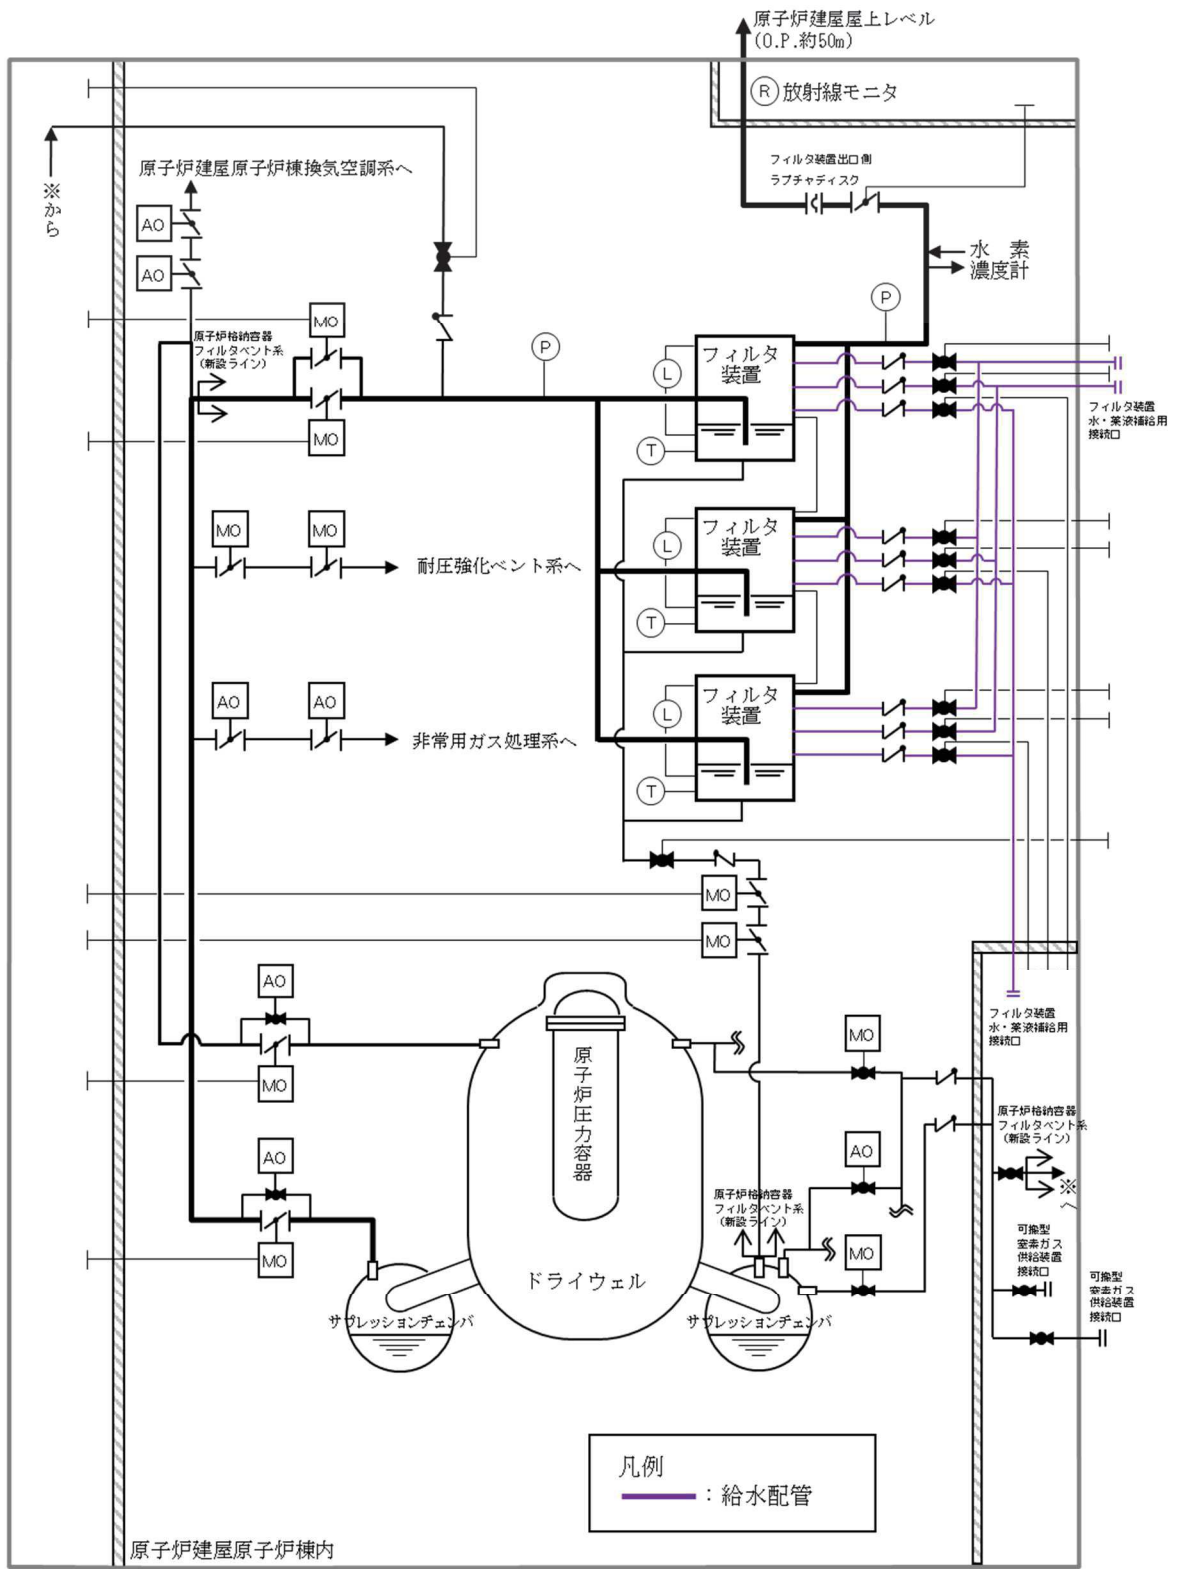 原子炉建屋屋上レベル
(O.P.約50m)
R
放射線モニタ
フィルタ装置出口側
ラプチャディスク
※から
原子炉建屋原子炉棟換気空調系へ
AO
AO
水素
濃度計
P
P
MO
原子炉格納容器
フィルタベント系
(新設ライン)
MO
フィルタ
装置
L
T
フィルタ装置
水・薬液補給用
接続口
MO
MO
耐圧強化ベント系へ
フィルタ
装置
L
T
AO
AO
非常用ガス処理系へ
フィルタ
装置
L
T
MO
MO
AO
MO
原子炉圧力容器
MO
フィルタ装置
水・薬液補給用
接続口
原子炉格納容器
フィルタベント系
(新設ライン)
AO
AO
※へ
原子炉格納容器
フィルタベント系
(新設ライン)
MO
MO
可搬型
窒素ガス
供給装置
接続口
可搬型
窒素ガス
供給装置
接続口
ドライウェル
サプレッションチェンバ
サプレッションチェンバ
凡例
：給水配管
原子炉建屋原子炉棟内